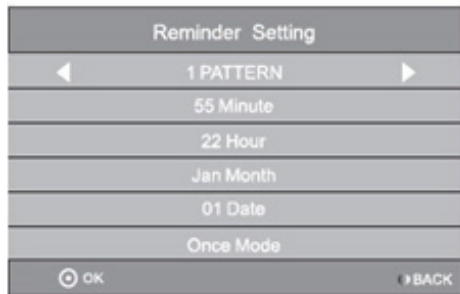 Reminder Setting
1 PATTERN
55 Minute
22 Hour
Jan Month
01 Date
Once Mode
OK BACK